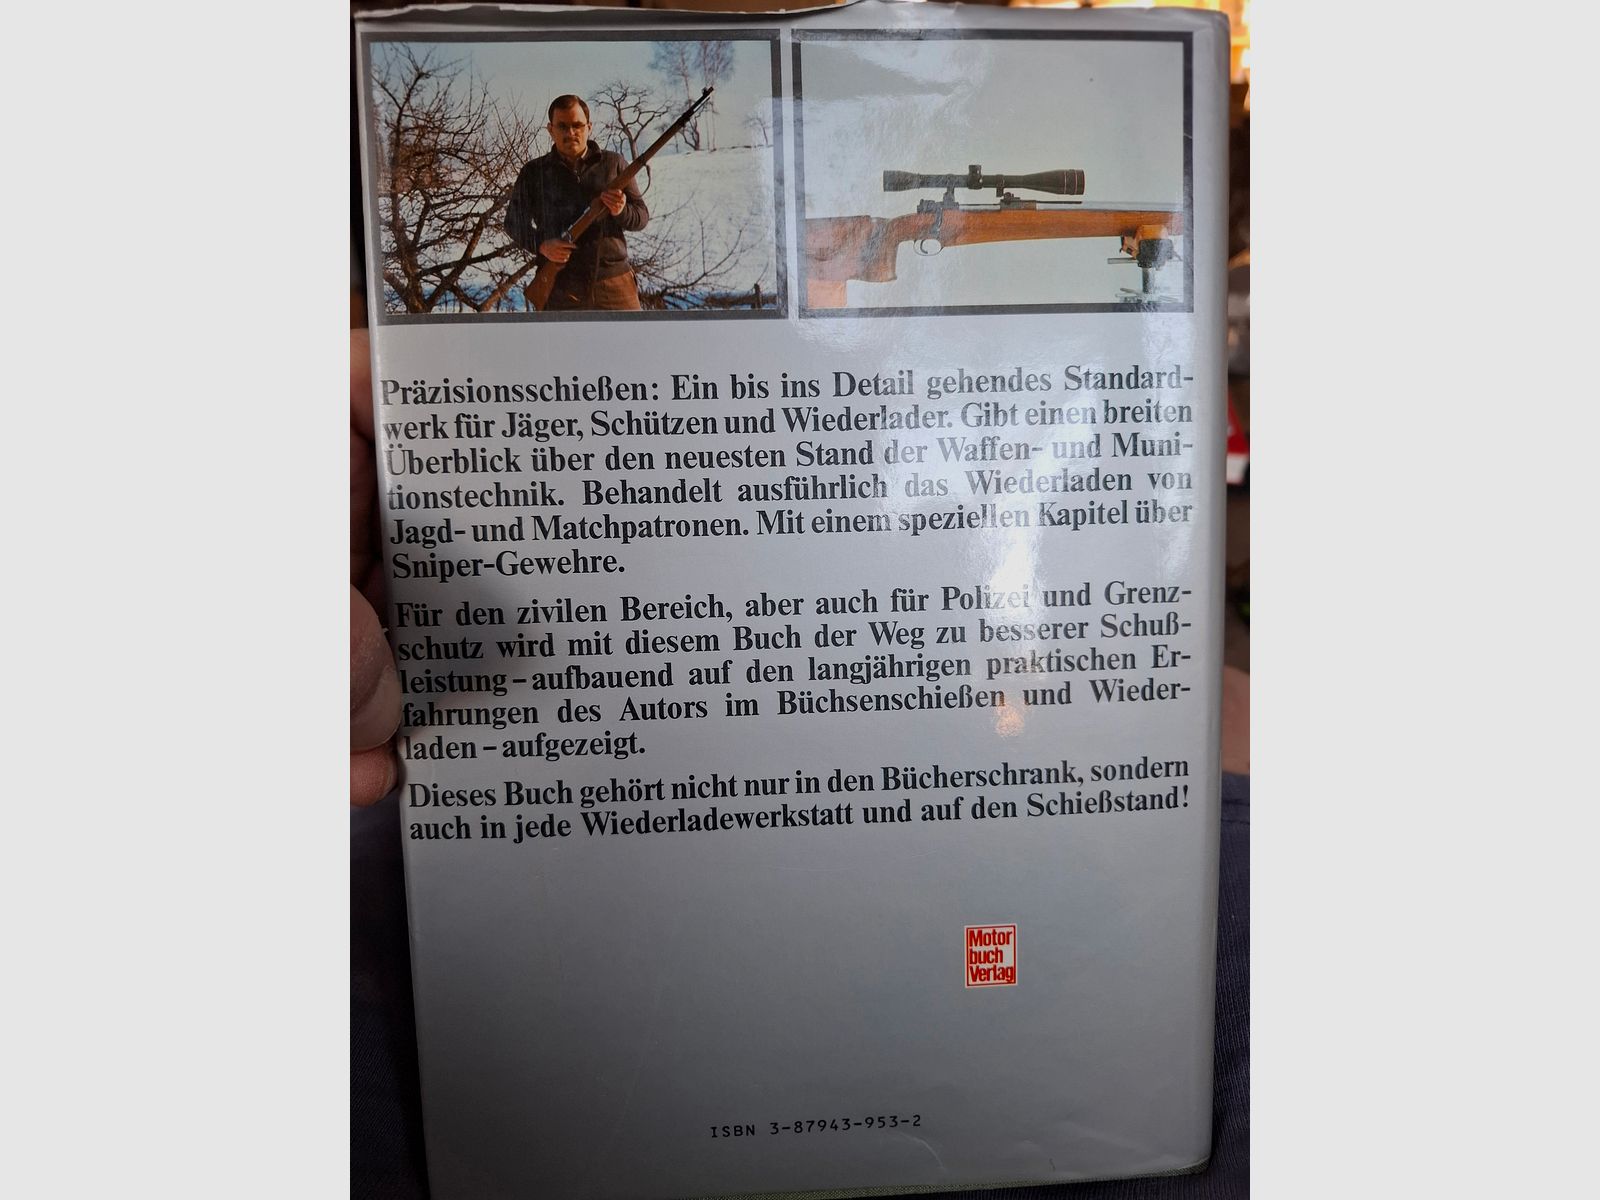 Präzisionsschießen: Ein bis ins Detail gehendes Standard-
werk für Jäger, Schützen und Wiederlader. Gibt einen breiten
Überblick über den neuesten Stand der Waffen- und Muni-
tionstechnik. Behandelt ausführlich das Wiederladen von
Jagd- und Matchpatronen. Mit einem speziellen Kapitel über
Sniper-Gewehre.
Für den zivilen Bereich, aber auch für Polizei und Grenz-
schutz wird mit diesem Buch der Weg zu besserer Schuß-
leistung – aufbauend auf den langjährigen praktischen Er-
fahrungen des Autors im Büchsenschießen und Wieder-
laden – aufgezeigt.
Dieses Buch gehört nicht nur in den Bücherschrank, sondern
auch in jede Wiederladewerkstatt und auf den Schießstand!
Motor
buch
Verlag
ISBN 3-87943-953-2